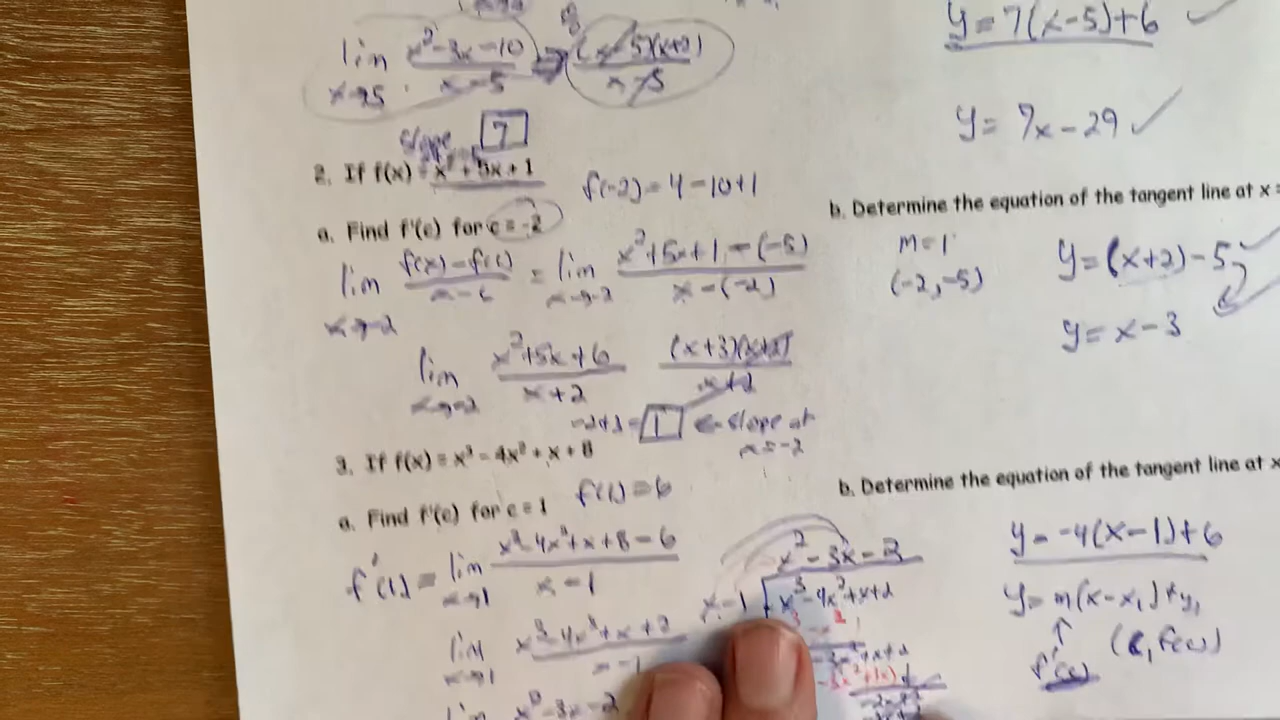 lim x² - 3x - 10 ⇒ (x-5)(x+2)
x→5 x - 5 x - 5
slope 7
y = 7(x-5)+6 ✓
y = 7x - 29 ✓
2. If f(x) = x² + 5x + 1
f(-2) = 4 - 10 + 1
a. Find f'(c) for c = -2
lim f(x) - f(c) = lim x² + 5x + 1 - (-5)
x→-2 x - c x→-2 x - (-2)
lim x² + 5x + 6 (x+3)(x+2)
x→-2 x + 2 x+2
-2+3 = 1 ← slope at
x = -2
b. Determine the equation of the tangent line at x =
m = 1
(-2, -5)
y = (x+2) - 5 ✓
y = x - 3
3. If f(x) = x³ - 4x² + x + 8
a. Find f'(c) for c = 1
f(1) = 6
f'(1) = lim x³ - 4x² + x + 8 - 6
x→1 x - 1
lim x³ - 4x² + x + 2
x→1 - 1
lim - 3x - 2
x² - 3x - 2
x-1 x³ - 4x² + x + 2
b. Determine the equation of the tangent line at x
y = -4(x-1)+6
y = m(x-x₁)+y₁
↑ (c, f(c))
f'(c)